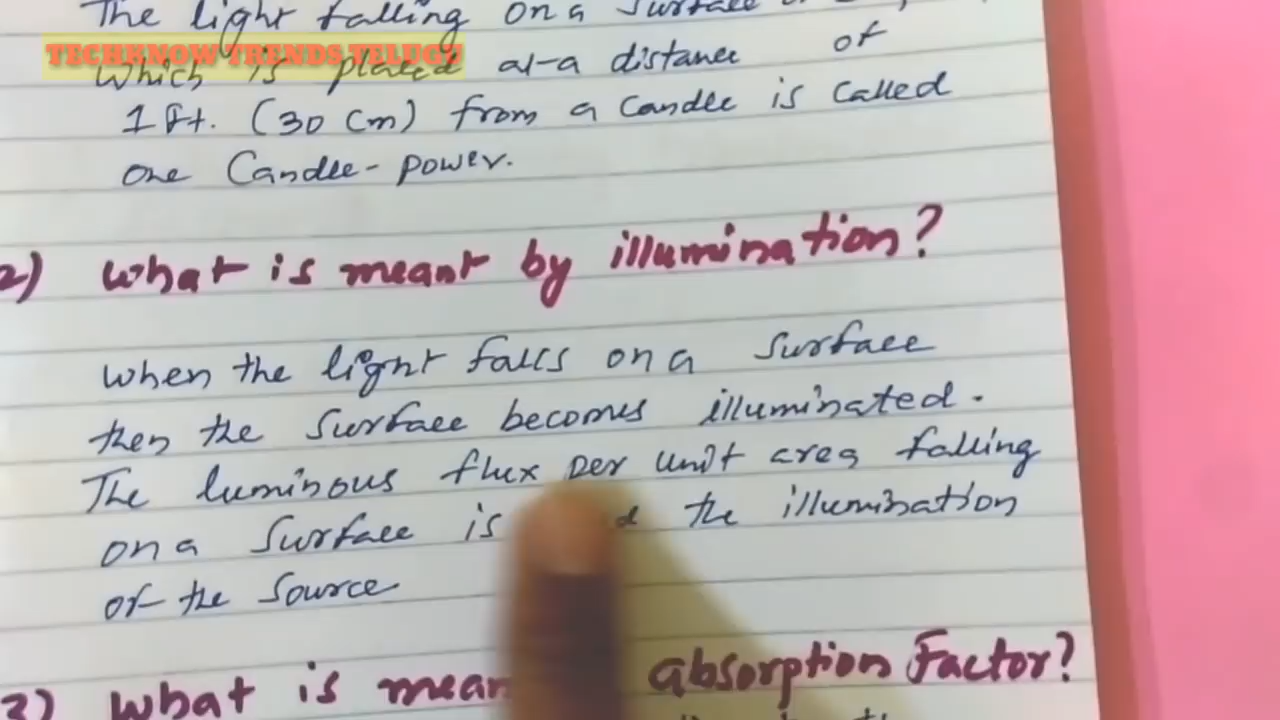 The light falling on a surface
TECHKNOW TRENDS TELUGU
which is placed at a distance of
1 ft. (30 cm) from a candle is called
one Candle-power.
2) What is meant by illumination?
when the light falls on a surface
then the surface becomes illuminated.
The luminous flux per unit area falling
on a surface is the illumination
of the source
3) What is absorption Factor?